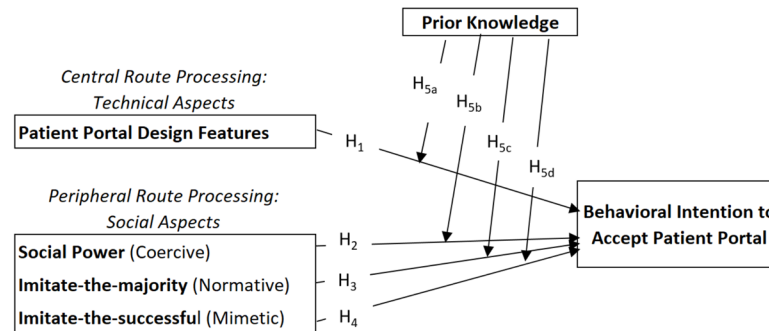 Prior Knowledge
Central Route Processing:
Technical Aspects
Patient Portal Design Features
H5a
H5b
H1
H5c
H5d
Peripheral Route Processing:
Social Aspects
Behavioral Intention to
Accept Patient Portal
Social Power (Coercive)
H2
Imitate-the-majority (Normative)
H3
Imitate-the-successful (Mimetic)
H4